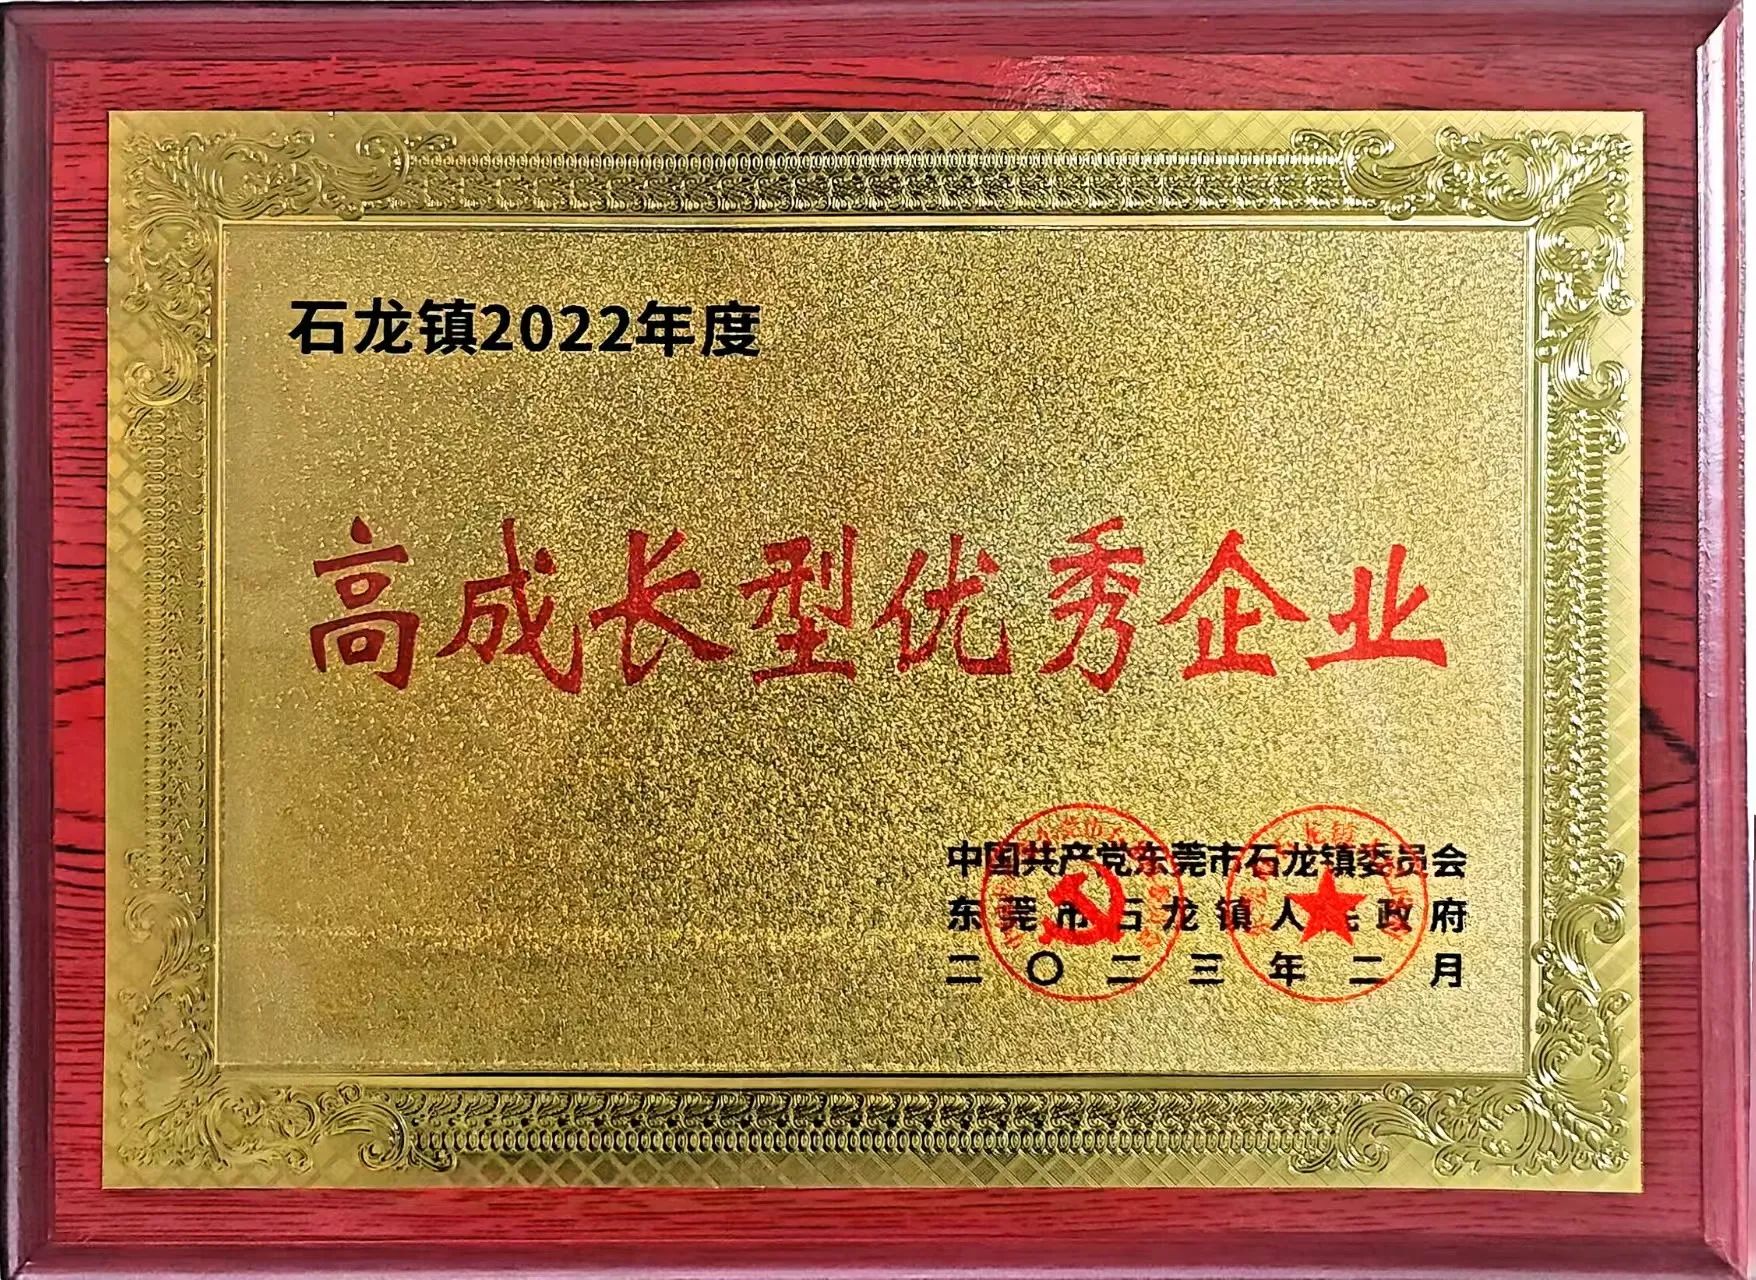 石龙镇2022年度
高成长型优秀企业
中国共产党东莞市石龙镇委员会
东莞市石龙镇人民政府
二〇二三年二月